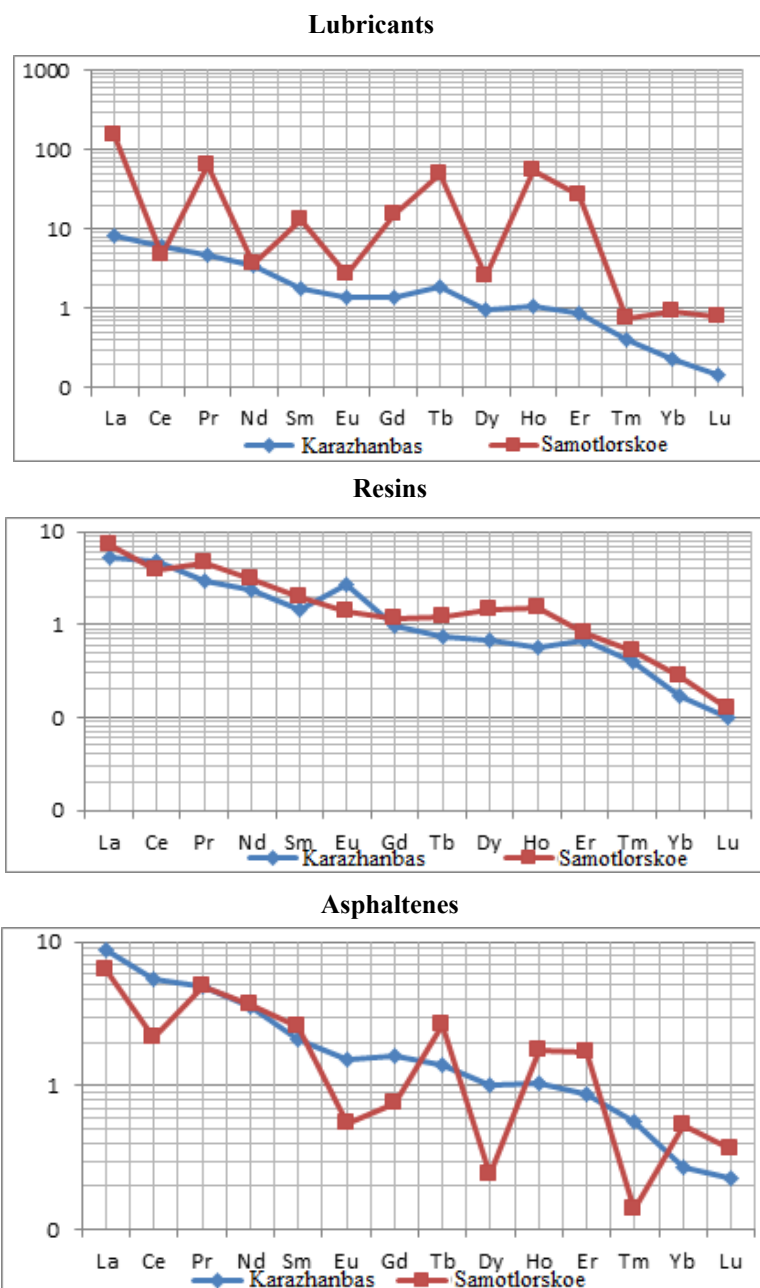 Lubricants
1000
100
10
1
0
La Ce Pr Nd Sm Eu Gd Tb Dy Ho Er Tm Yb Lu
Karazhanbas Samotlorskoe
Resins
10
1
0
0
La Ce Pr Nd Sm Eu Gd Tb Dy Ho Er Tm Yb Lu
Karazhanbas Samotlorskoe
Asphaltenes
10
1
0
La Ce Pr Nd Sm Eu Gd Tb Dy Ho Er Tm Yb Lu
Karazhanbas Samotlorskoe